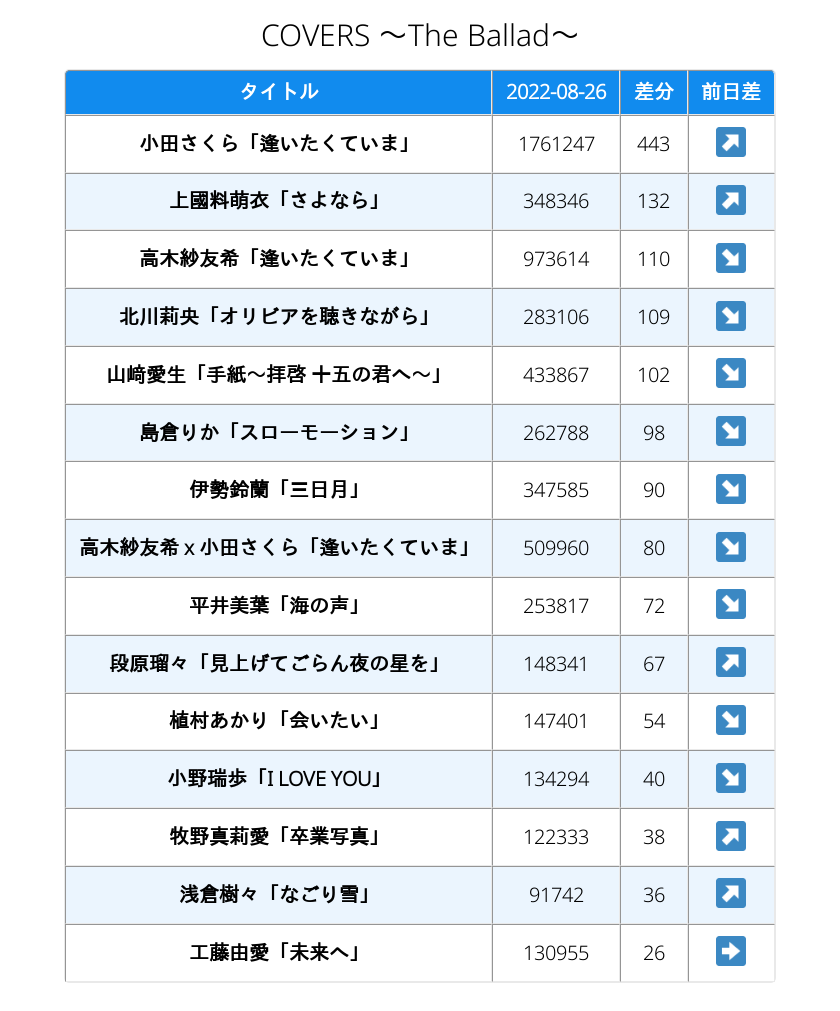 COVERS ～The Ballad～
タイトル 2022-08-26 差分 前日差
小田さくら「逢いたくていま」 1761247 443 ↗
上國料萌衣「さよなら」 348346 132 ↗
高木紗友希「逢いたくていま」 973614 110 ↘
北川莉央「オリビアを聴きながら」 283106 109 ↘
山﨑愛生「手紙～拝啓 十五の君へ～」 433867 102 ↘
島倉りか「スローモーション」 262788 98 ↘
伊勢鈴蘭「三日月」 347585 90 ↘
高木紗友希 x 小田さくら「逢いたくていま」 509960 80 ↘
平井美葉「海の声」 253817 72 ↘
段原瑠々「見上げてごらん夜の星を」 148341 67 ↗
植村あかり「会いたい」 147401 54 ↘
小野瑞歩「I LOVE YOU」 134294 40 ↘
牧野真莉愛「卒業写真」 122333 38 ↗
浅倉樹々「なごり雪」 91742 36 ↗
工藤由愛「未来へ」 130955 26 ➡